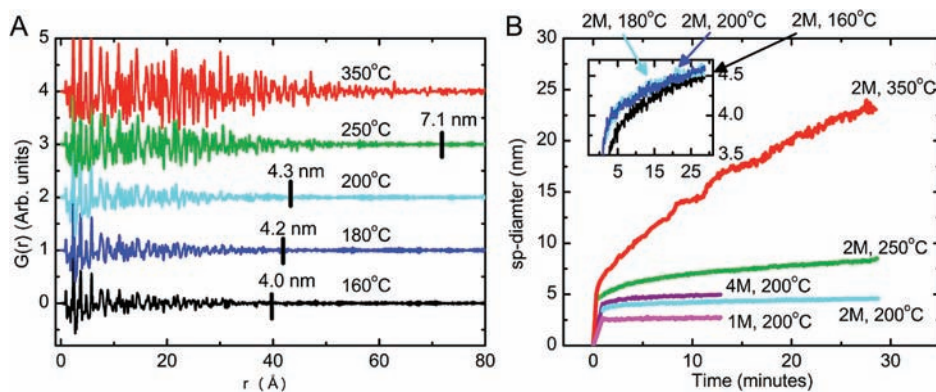 A
5
4
3
2
1
0
G(r) (Arb. units)
350°C
250°C
7.1 nm
200°C
4.3 nm
180°C
4.2 nm
160°C
4.0 nm
0 20 40 60 80
r (Å)
B
2M, 180°C 2M, 200°C 2M, 160°C
30
25
20
15
10
5
0
sp-diamter (nm)
4.5
4.0
3.5
5 15 25
2M, 350°C
2M, 250°C
4M, 200°C
2M, 200°C
1M, 200°C
0 10 20 30
Time (minutes)